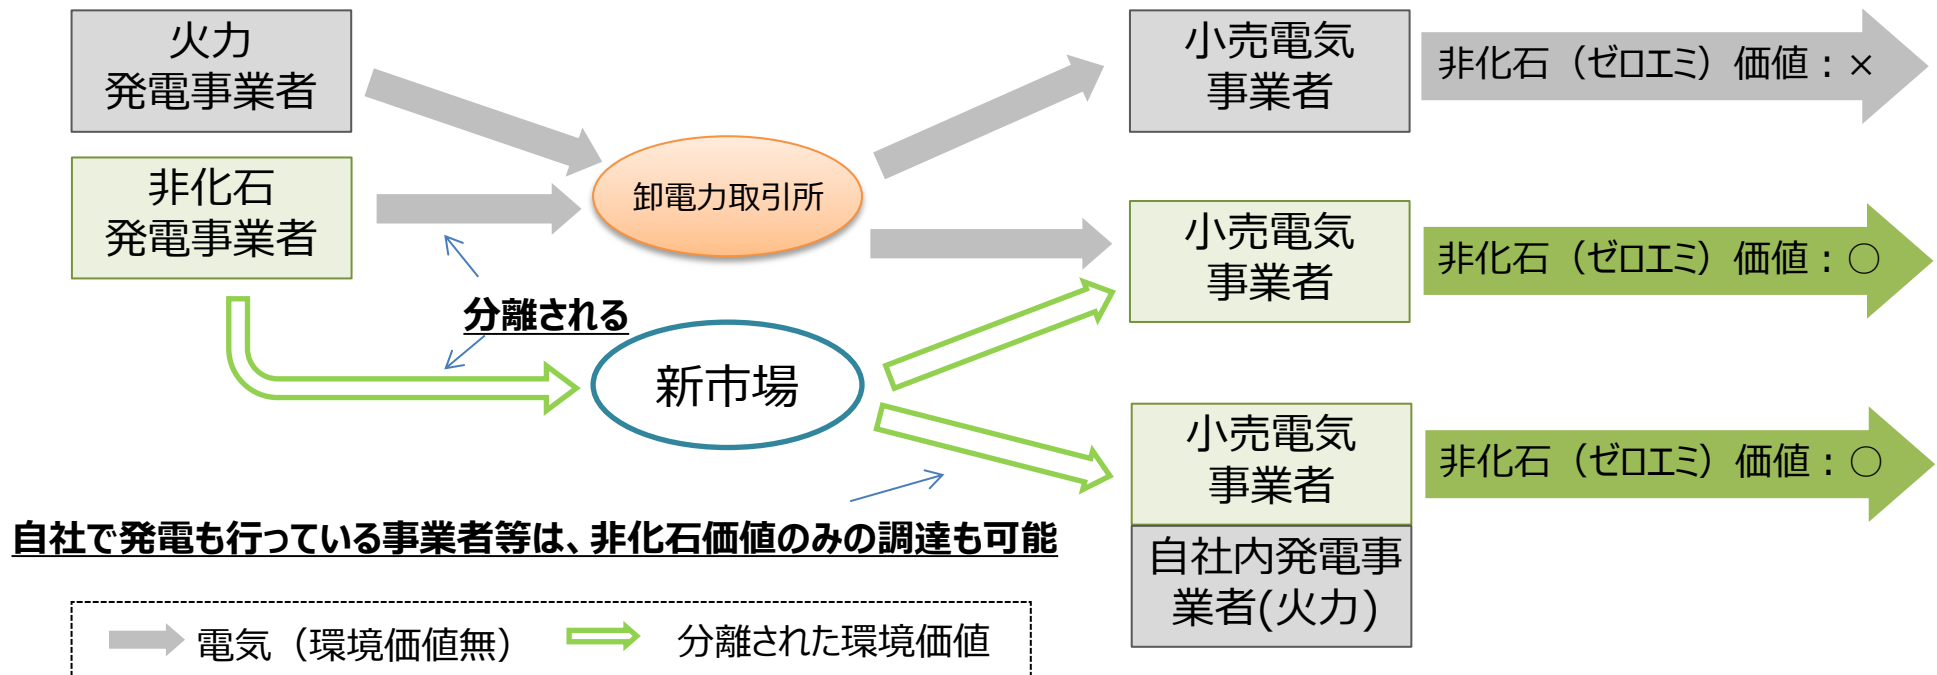 火力
発電事業者
非化石
発電事業者
卸電力取引所
分離される
新市場
小売電気
事業者
非化石（ゼロエミ）価値：×
小売電気
事業者
非化石（ゼロエミ）価値：○
小売電気
事業者
非化石（ゼロエミ）価値：○
自社内発電事
業者(火力)
自社で発電も行っている事業者等は、非化石価値のみの調達も可能
電気（環境価値無）
分離された環境価値